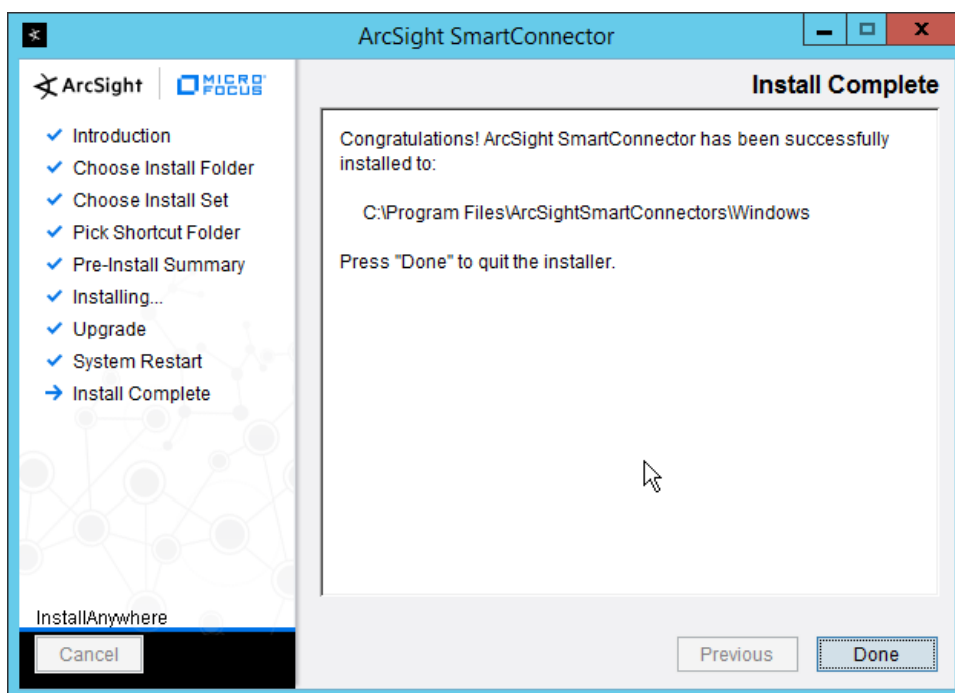 ArcSight SmartConnector
ArcSight
MICRO
FOCUS
Install Complete
Introduction
Choose Install Folder
Choose Install Set
Pick Shortcut Folder
Pre-Install Summary
Installing...
Upgrade
System Restart
Install Complete
Congratulations! ArcSight SmartConnector has been successfully
installed to:
C:\Program Files\ArcSightSmartConnectors\Windows
Press "Done" to quit the installer.
InstallAnywhere
Cancel
Previous
Done